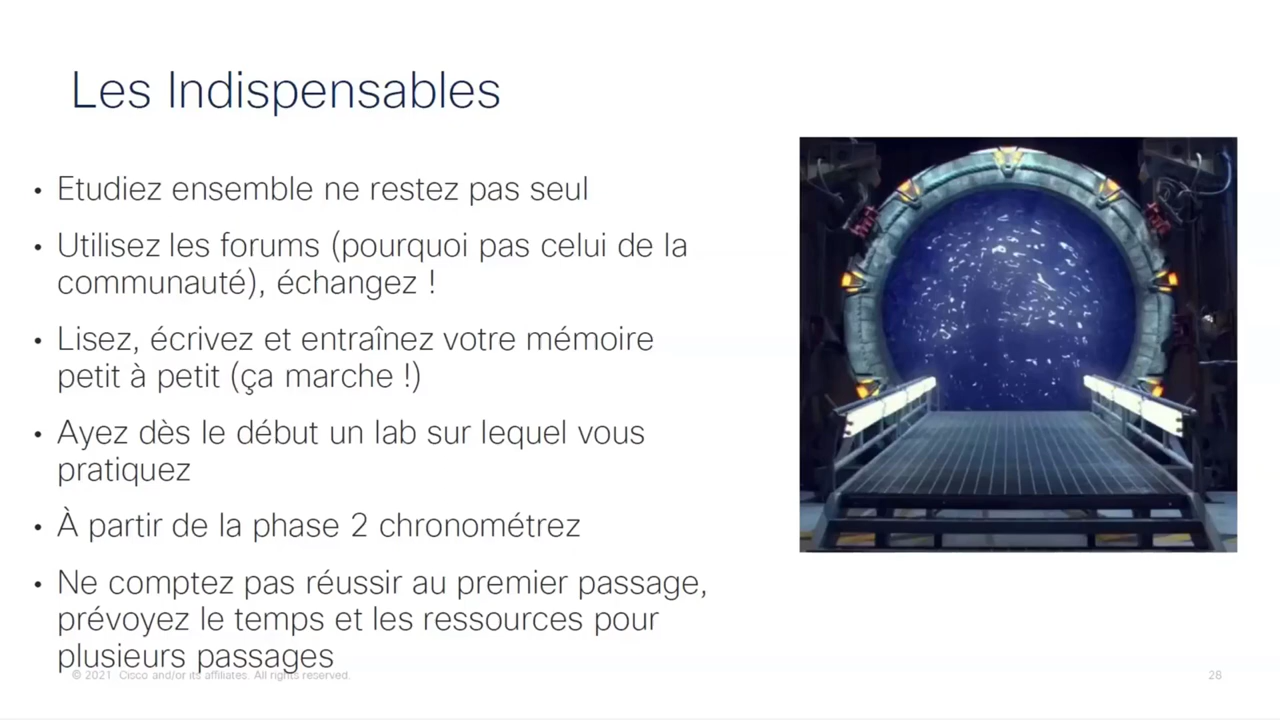 Les Indispensables
• Etudiez ensemble ne restez pas seul
• Utilisez les forums (pourquoi pas celui de la
communauté), échangez !
• Lisez, écrivez et entraînez votre mémoire
petit à petit (ça marche !)
• Ayez dès le début un lab sur lequel vous
pratiquez
• À partir de la phase 2 chronométrez
• Ne comptez pas réussir au premier passage,
prévoyez le temps et les ressources pour
plusieurs passages
© 2021 Cisco and/or its affiliates. All rights reserved.
28